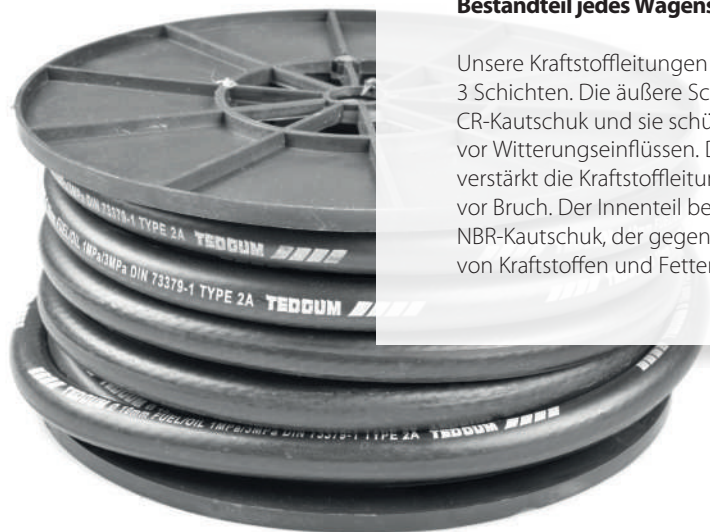 Bestandteil jedes Wagens
Unsere Kraftstoffleitungen
3 Schichten. Die äußere Sc
CR-Kautschuk und sie schü
vor Witterungseinflüssen. D
verstärkt die Kraftstoffleitu
vor Bruch. Der Innenteil be
NBR-Kautschuk, der gegen
von Kraftstoffen und Fetter
MPa DIN 73379-1 TYPE 2A TEDGUM
FUEL/OIL 1MPa/3MPa DIN 73379-1 TYPE 2A TEDGUM
FUEL/OIL 1MPa/3MPa DIN 73379-1 TYPE 2A TEDGUM